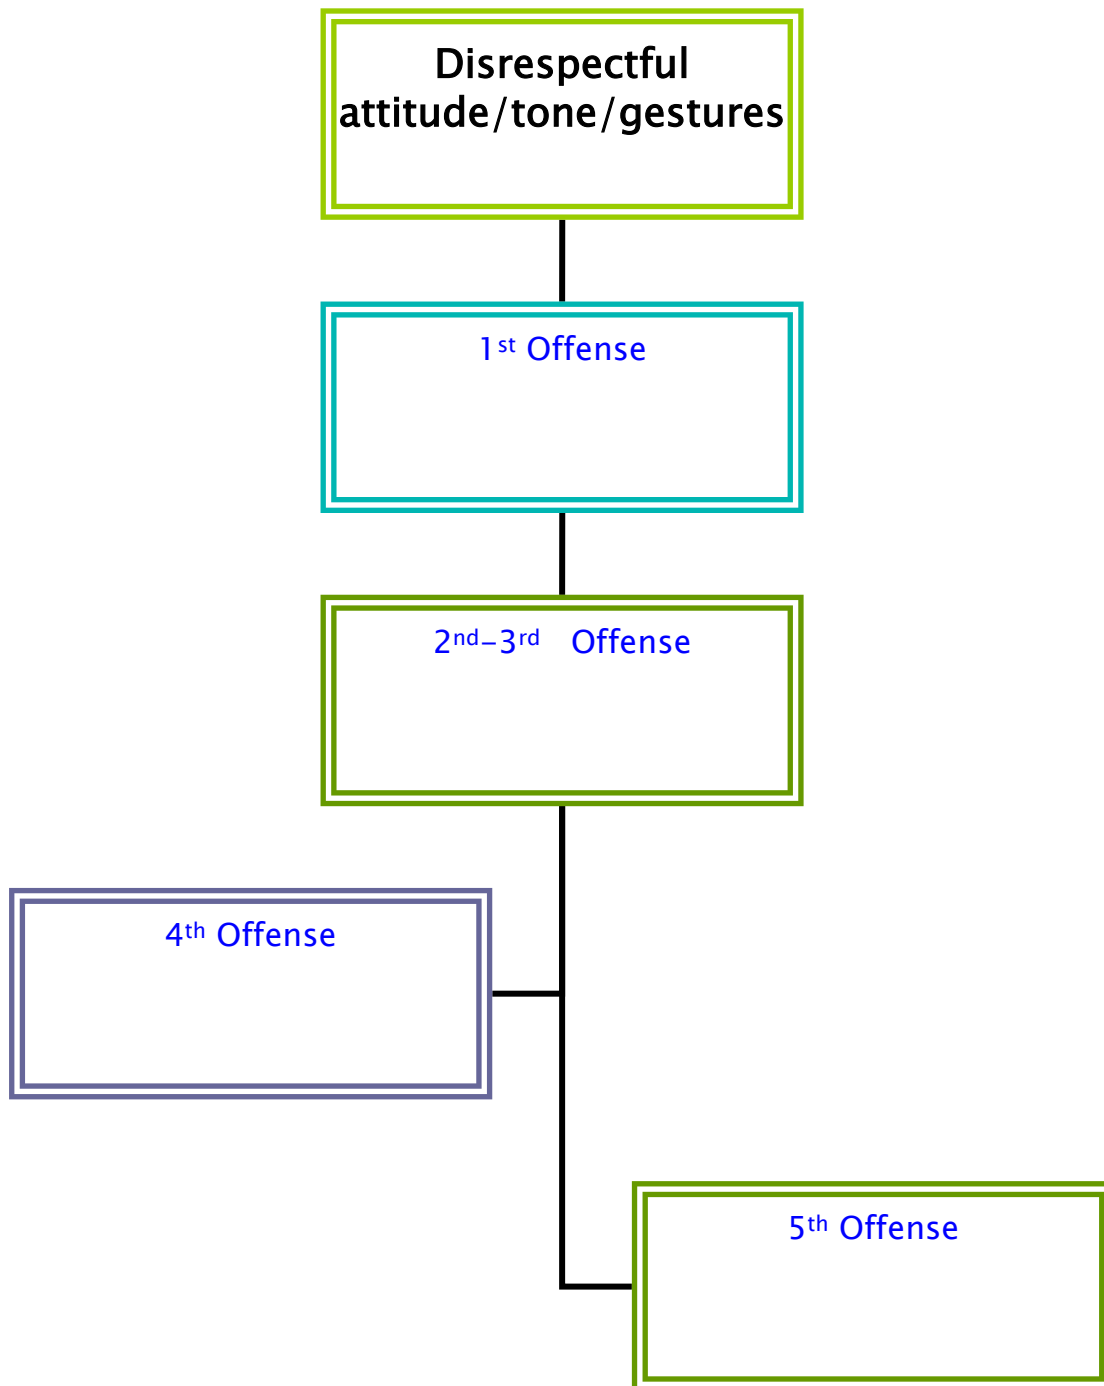 Disrespectful
attitude/tone/gestures
1st Offense
2nd–3rd Offense
4th Offense
5th Offense